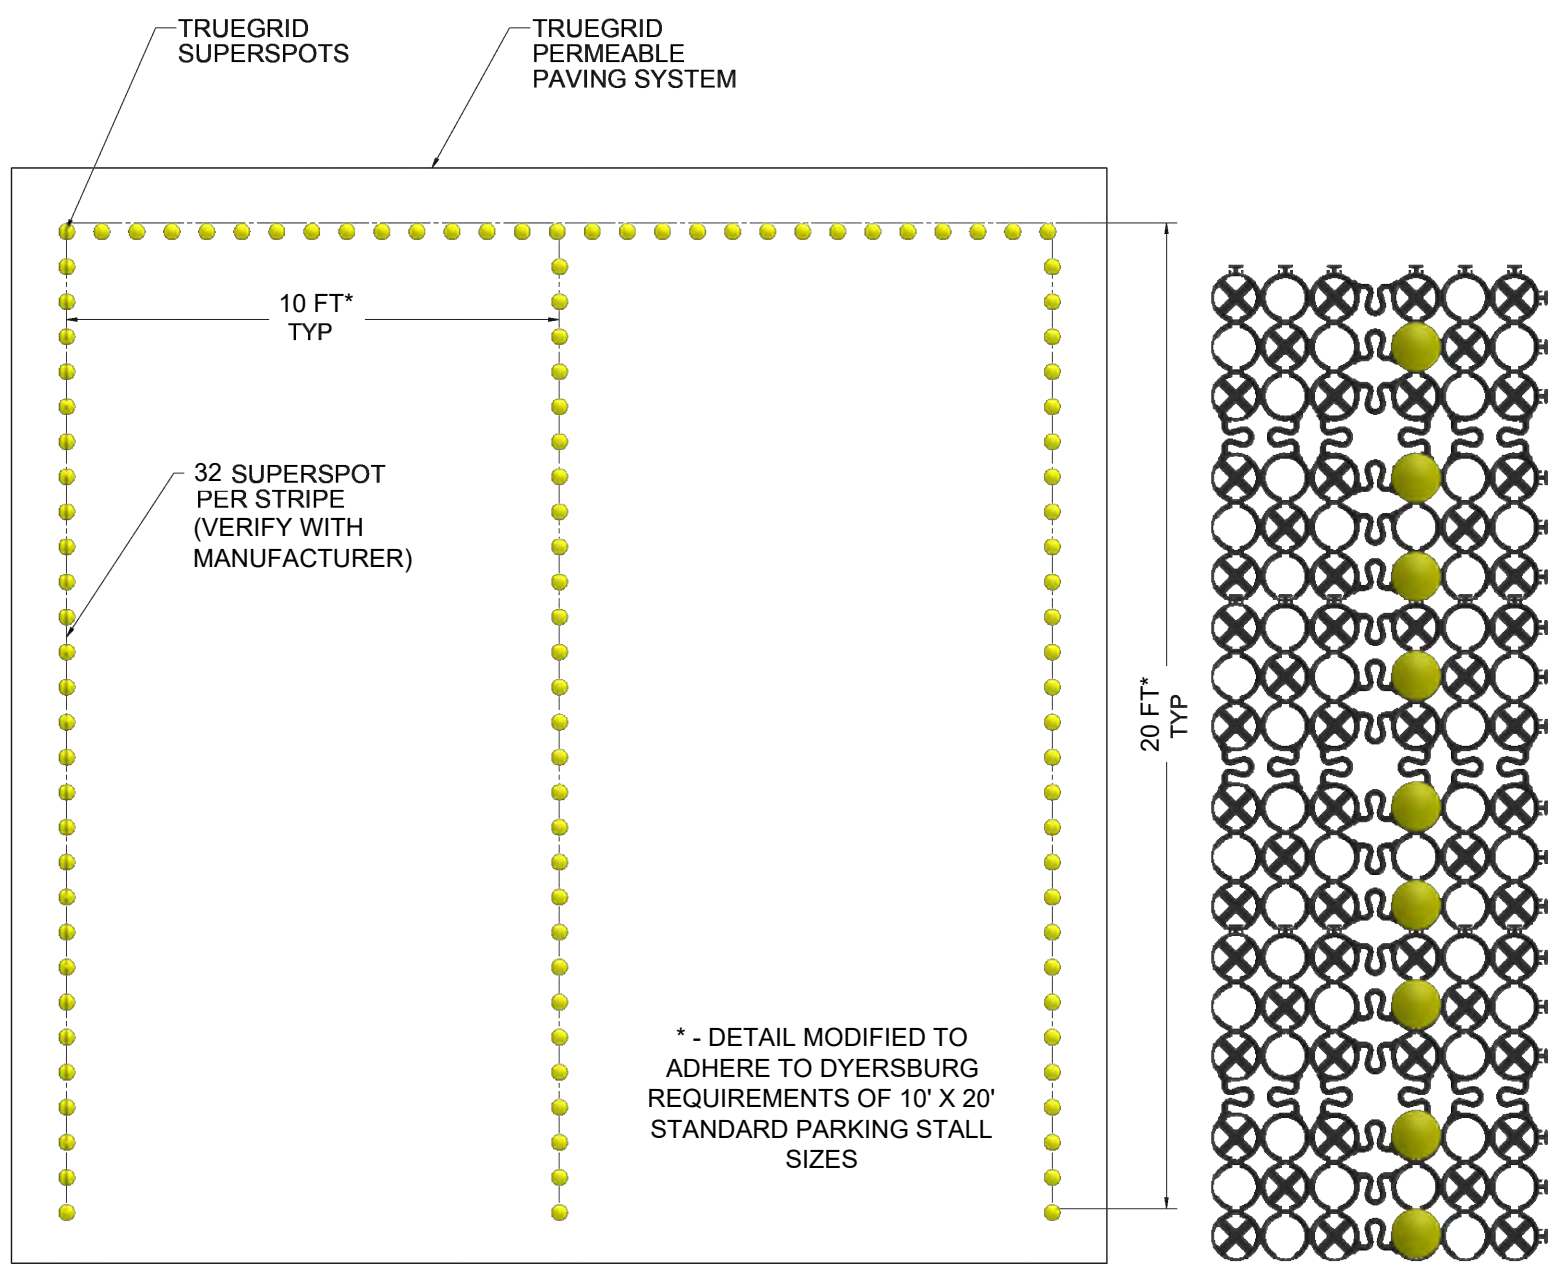 TRUEGRID
SUPERSPOTS
TRUEGRID
PERMEABLE
PAVING SYSTEM
10 FT*
TYP
32 SUPERSPOT
PER STRIPE
(VERIFY WITH
MANUFACTURER)
20 FT*
TYP
* - DETAIL MODIFIED TO
ADHERE TO DYERSBURG
REQUIREMENTS OF 10' X 20'
STANDARD PARKING STALL
SIZES